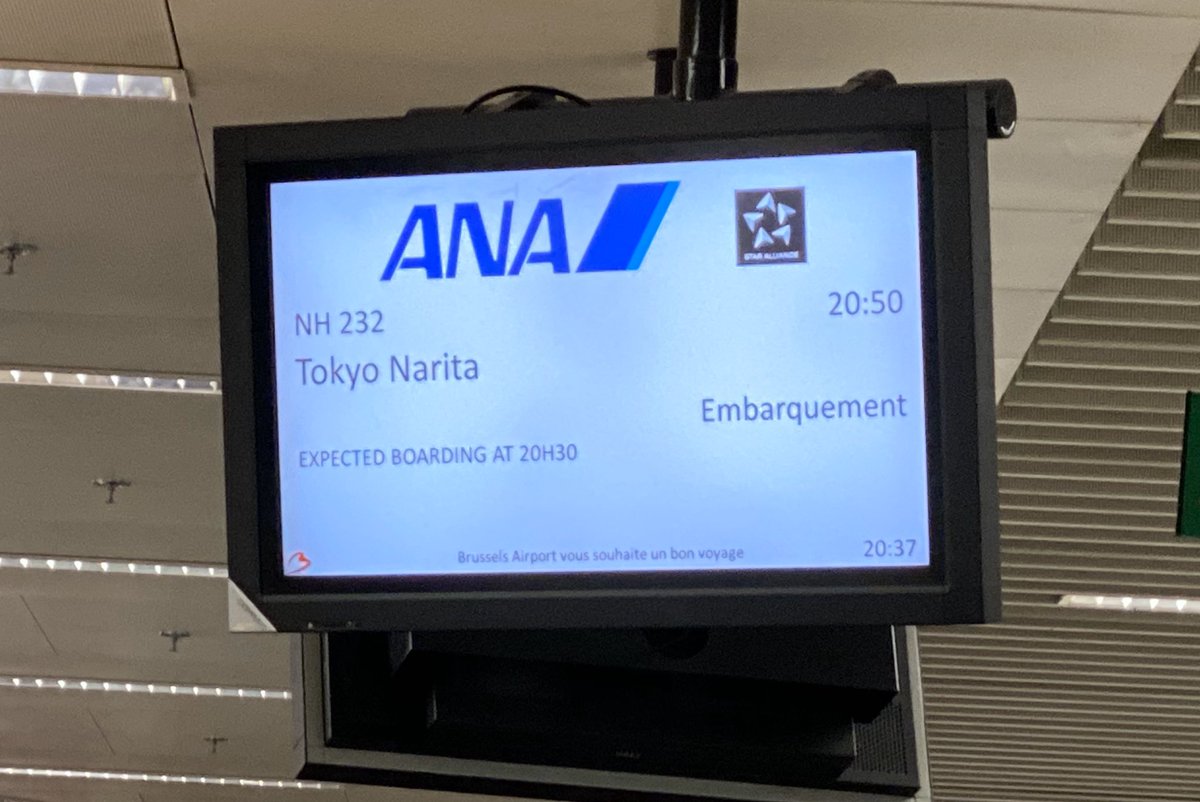 ANA
STAR ALLIANCE
NH 232
20:50
Tokyo Narita
Embarquement
EXPECTED BOARDING AT 20H30
Brussels Airport vous souhaite un bon voyage
20:37